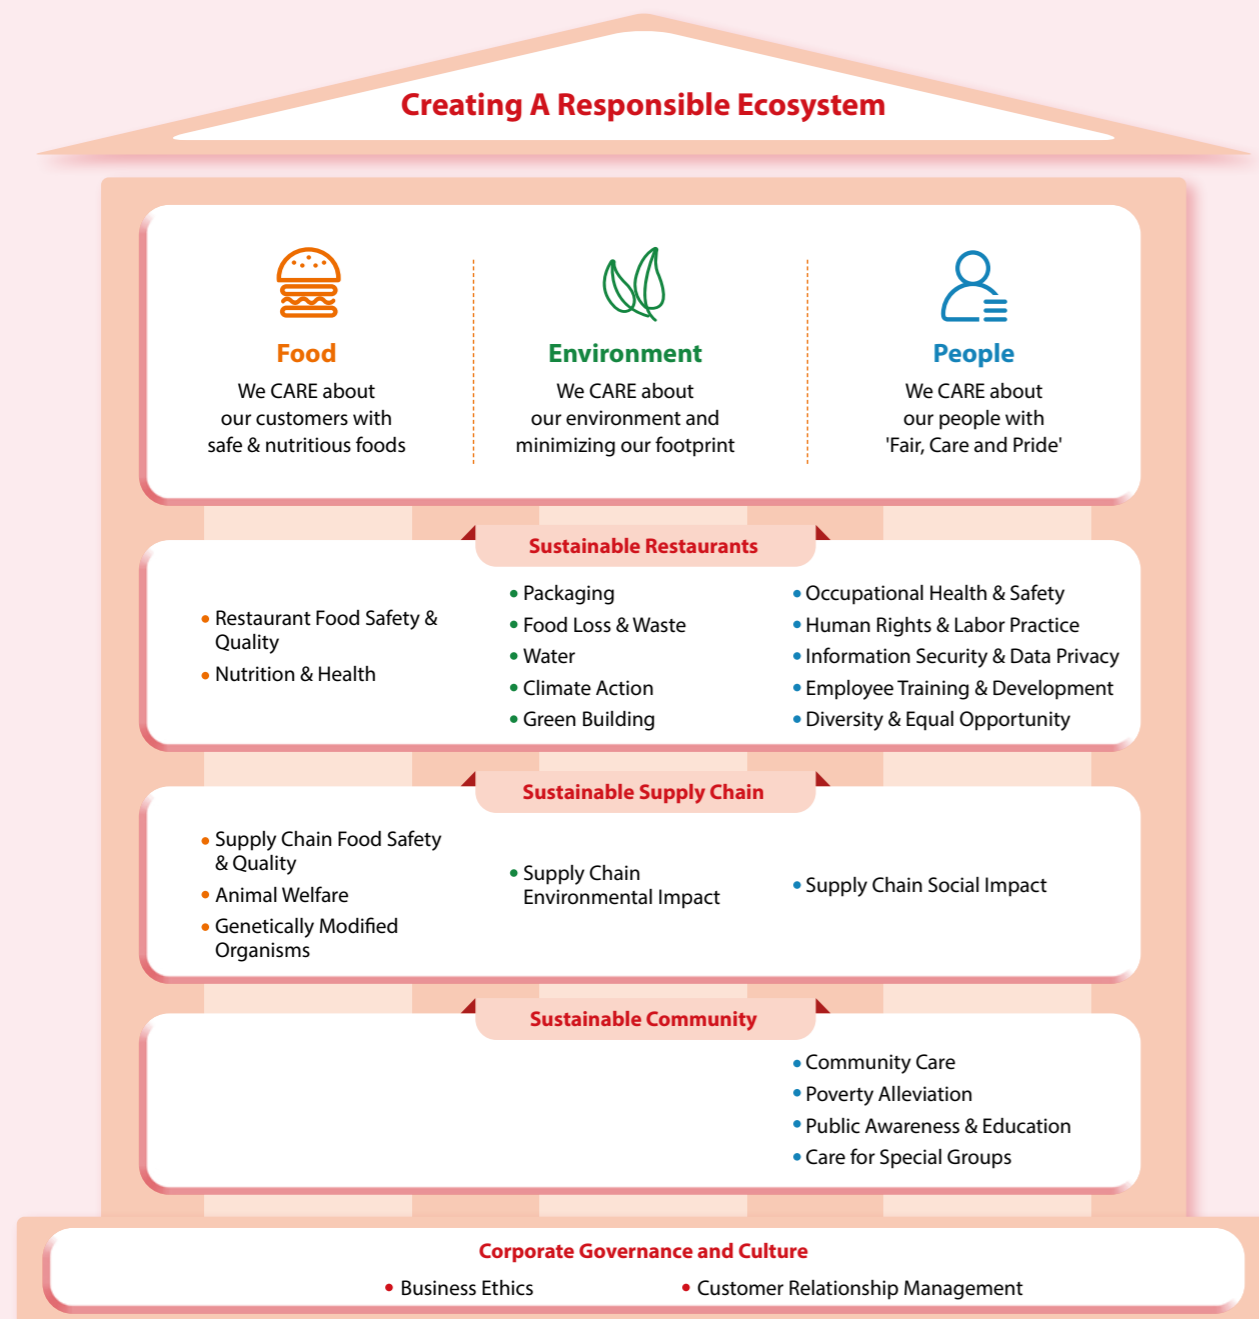 Creating A Responsible Ecosystem
Food
We CARE about
our customers with
safe & nutritious foods
Environment
We CARE about
our environment and
minimizing our footprint
People
We CARE about
our people with
'Fair, Care and Pride'
Sustainable Restaurants
• Restaurant Food Safety &
Quality
• Nutrition & Health
• Packaging
• Food Loss & Waste
• Water
• Climate Action
• Green Building
• Occupational Health & Safety
• Human Rights & Labor Practice
• Information Security & Data Privacy
• Employee Training & Development
• Diversity & Equal Opportunity
Sustainable Supply Chain
• Supply Chain Food Safety
& Quality
• Animal Welfare
• Genetically Modified
Organisms
• Supply Chain
Environmental Impact
• Supply Chain Social Impact
Sustainable Community
• Community Care
• Poverty Alleviation
• Public Awareness & Education
• Care for Special Groups
Corporate Governance and Culture
• Business Ethics
• Customer Relationship Management